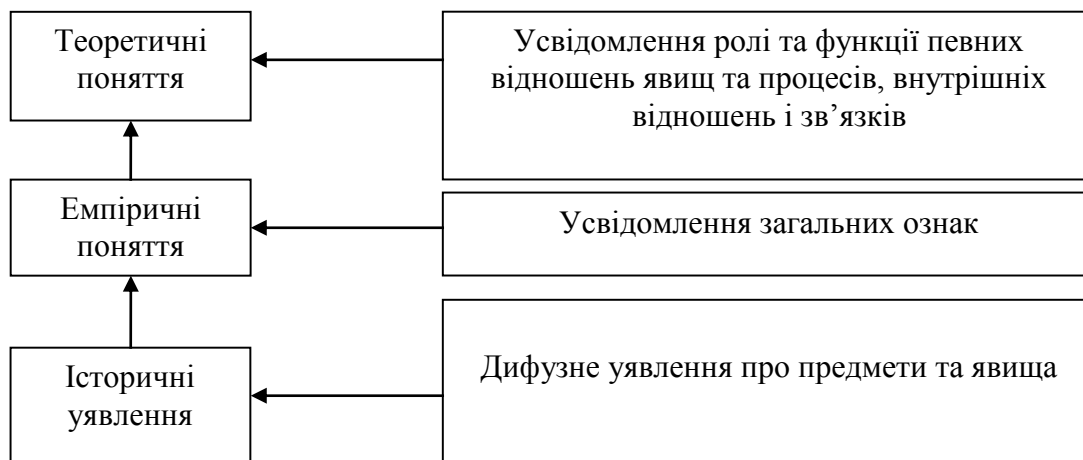 Теоретичні
поняття
Усвідомлення ролі та функції певних
відношень явищ та процесів, внутрішніх
відношень і зв’язків
Емпіричні
поняття
Усвідомлення загальних ознак
Історичні
уявлення
Дифузне уявлення про предмети та явища